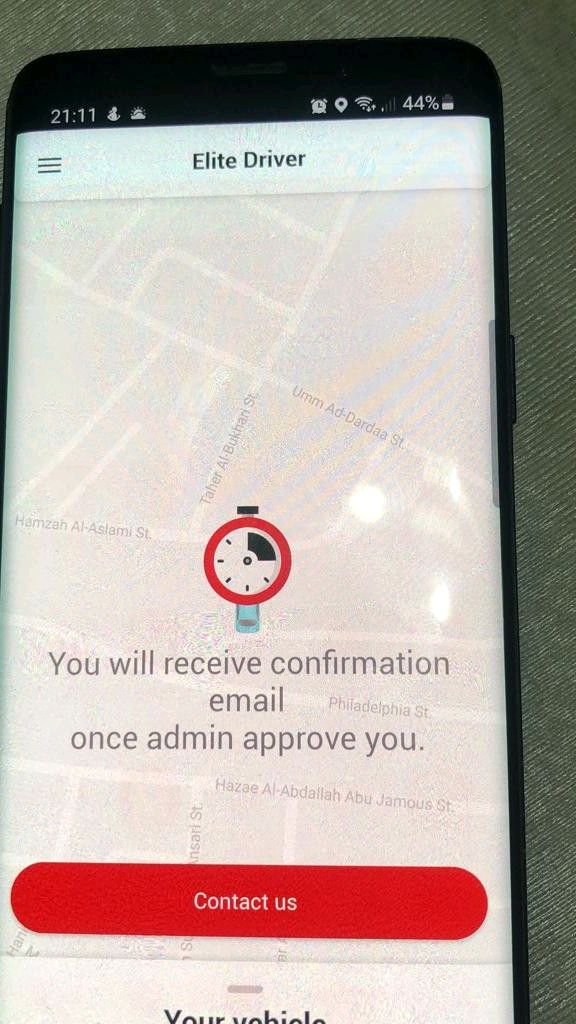 21:11
44%
Elite Driver
Umm Ad-Dardaa St.
Taher Al-Bukhari St.
Hamzah Al-Aslami St.
You will receive confirmation
email
Philadelphia St.
once admin approve you.
Hazae Al-Abdallah Abu Jamous St.
Ansari St.
Contact us
Your vehicle